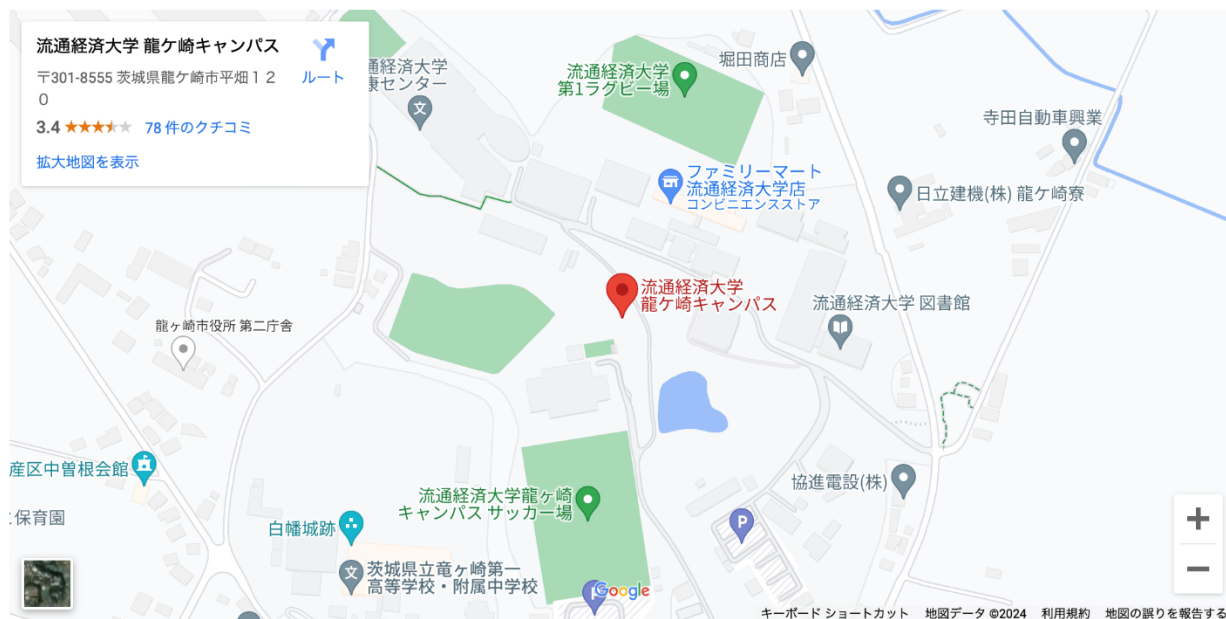 流通経済大学 龍ケ崎キャンパス
〒301-8555 茨城県龍ケ崎市平畑１２
０
ルート
3.4
78 件のクチコミ
拡大地図を表示
通経済大学
康センター
文
流通経済大学
第1ラグビー場
堀田商店
寺田自動車興業
ファミリーマート
流通経済大学店
コンビニエンスストア
日立建機(株) 龍ケ崎寮
流通経済大学
龍ケ崎キャンパス
流通経済大学 図書館
龍ヶ崎市役所 第二庁舎
産区中曽根会館
保育園
白幡城跡
流通経済大学龍ヶ崎
キャンパス サッカー場
協進電設(株)
P
文
茨城県立竜ヶ崎第一
高等学校・附属中学校
P
Google
+
−
キーボード ショートカット
地図データ ©2024
利用規約
地図の誤りを報告する